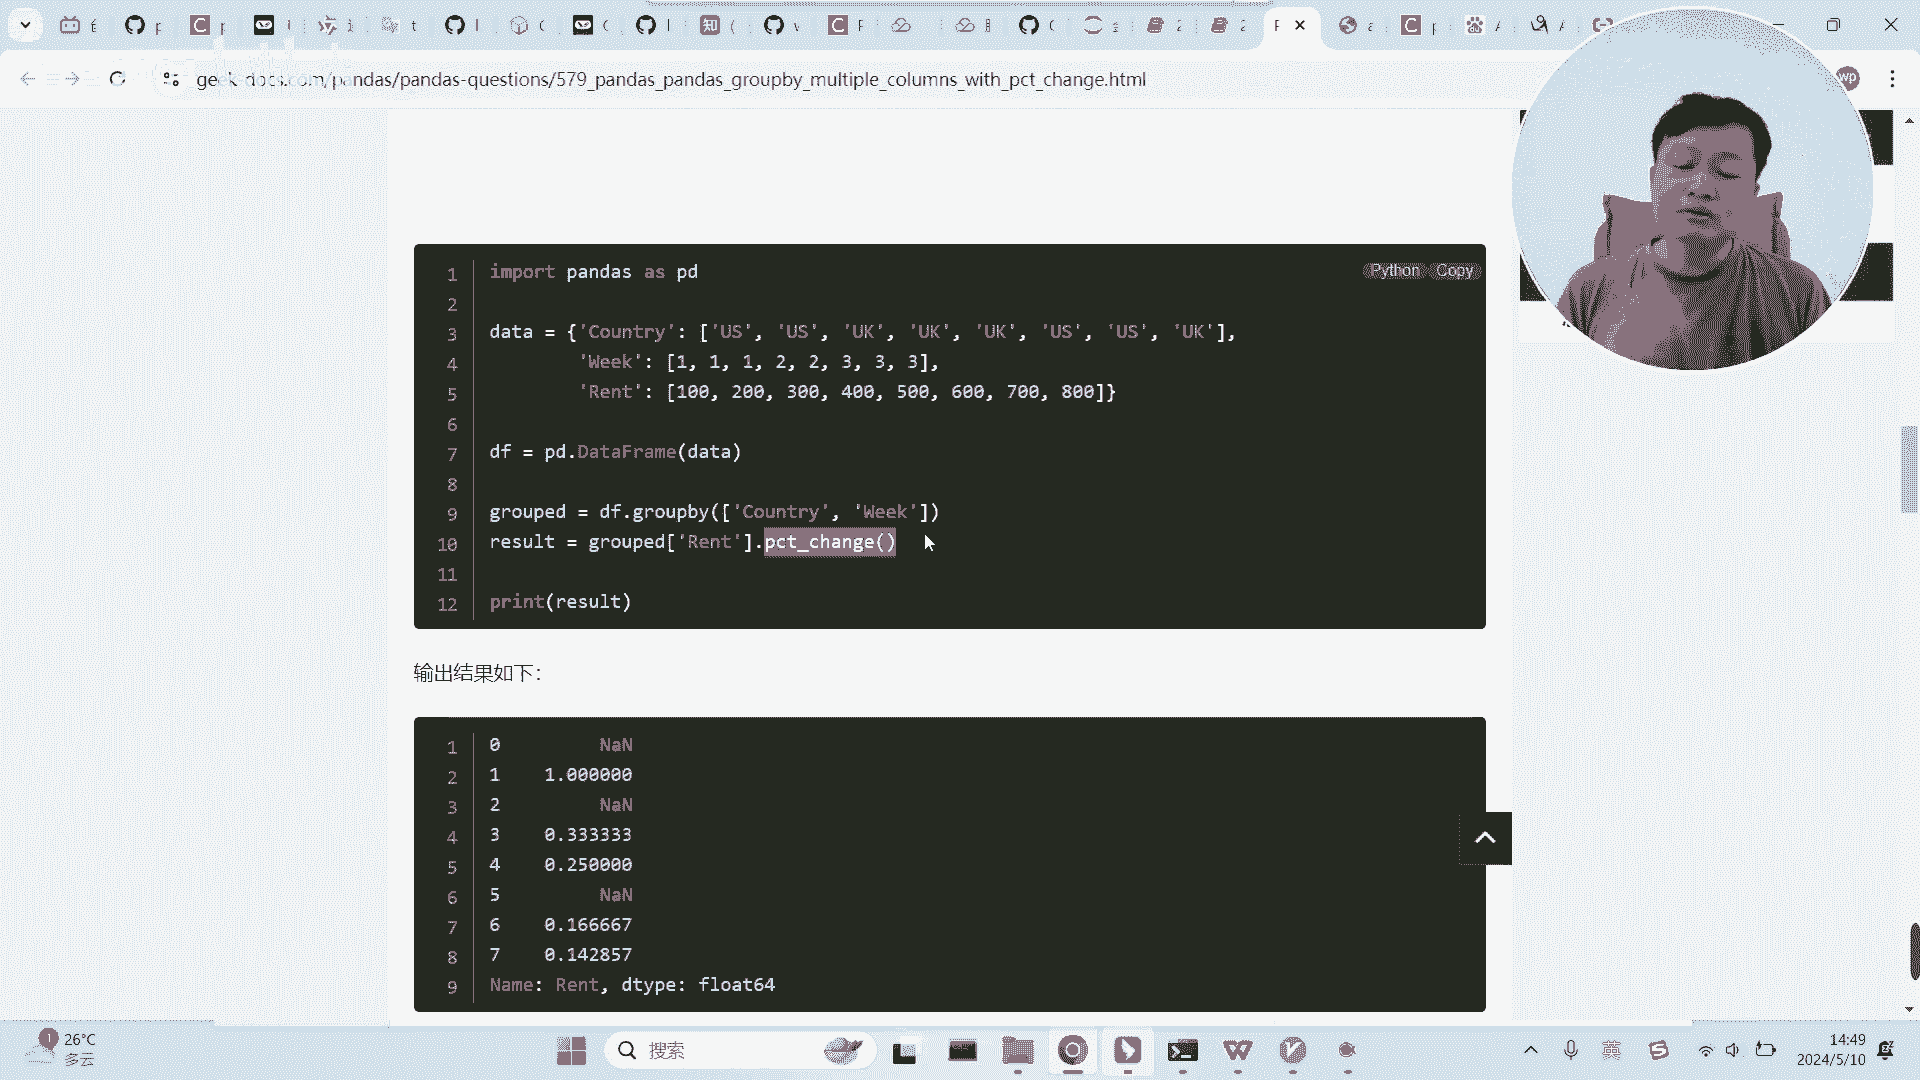 geek-docs.com/pandas/pandas-questions/579_pandas_pandas_groupby_multiple_columns_with_pct_change.html
wp
Python Copy
1 import pandas as pd
2
3 data = {'Country': ['US', 'US', 'UK', 'UK', 'UK', 'US', 'US', 'UK'],
4 'Week': [1, 1, 1, 2, 2, 3, 3, 3],
5 'Rent': [100, 200, 300, 400, 500, 600, 700, 800]}
6
7 df = pd.DataFrame(data)
8
9 grouped = df.groupby(['Country', 'Week'])
10 result = grouped['Rent'].pct_change()
11
12 print(result)
输出结果如下：
1 0 NaN
2 1 1.000000
3 2 NaN
4 3 0.333333
5 4 0.250000
6 5 NaN
7 6 0.166667
8 7 0.142857
9 Name: Rent, dtype: float64
1
26°C
多云
搜索
英
14:49
2024/5/10